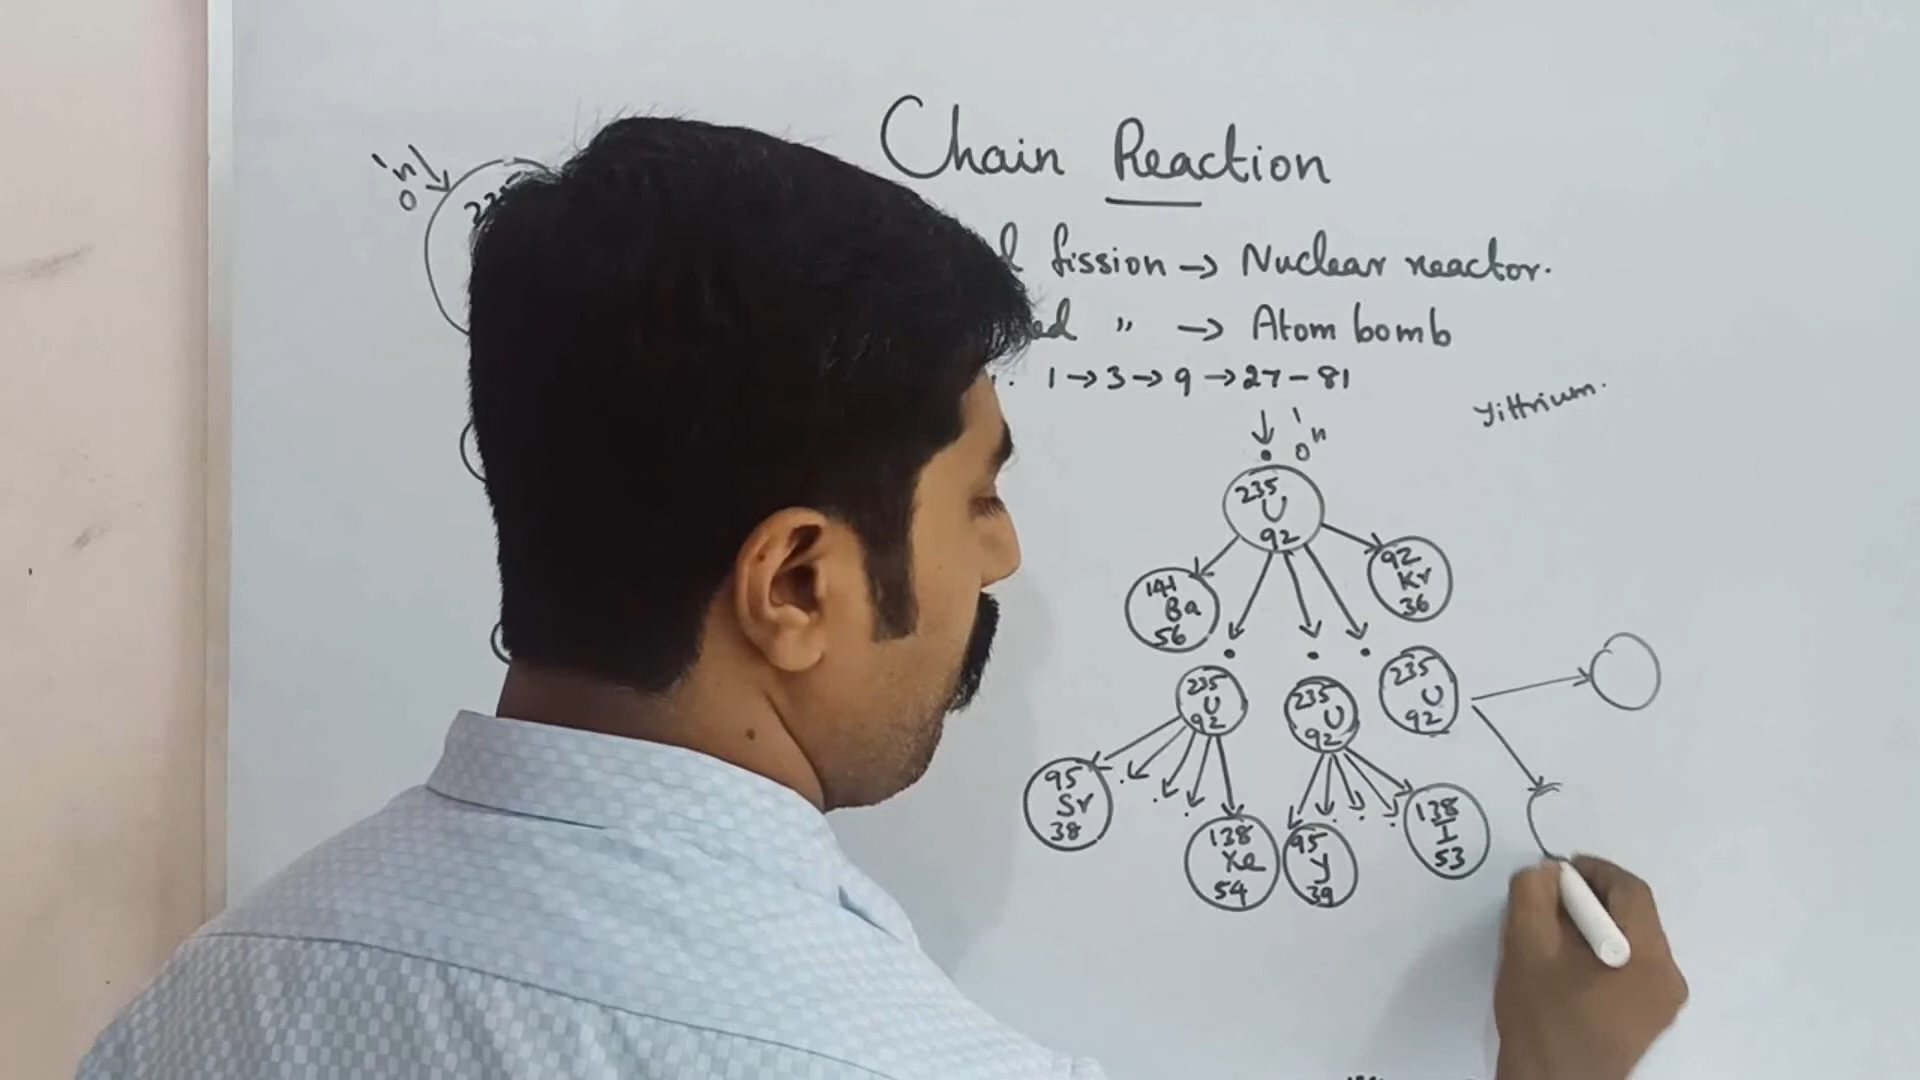 Chain Reaction
fission → Nuclear reactor.
" → Atom bomb
1 → 3 → 9 → 27 - 81
Yittrium.
1
n
0
1
n
0
235
U
92
141
Ba
56
92
Kr
36
235
U
92
235
U
92
235
U
92
95
Sr
38
138
Xe
54
95
Y
39
138
I
53